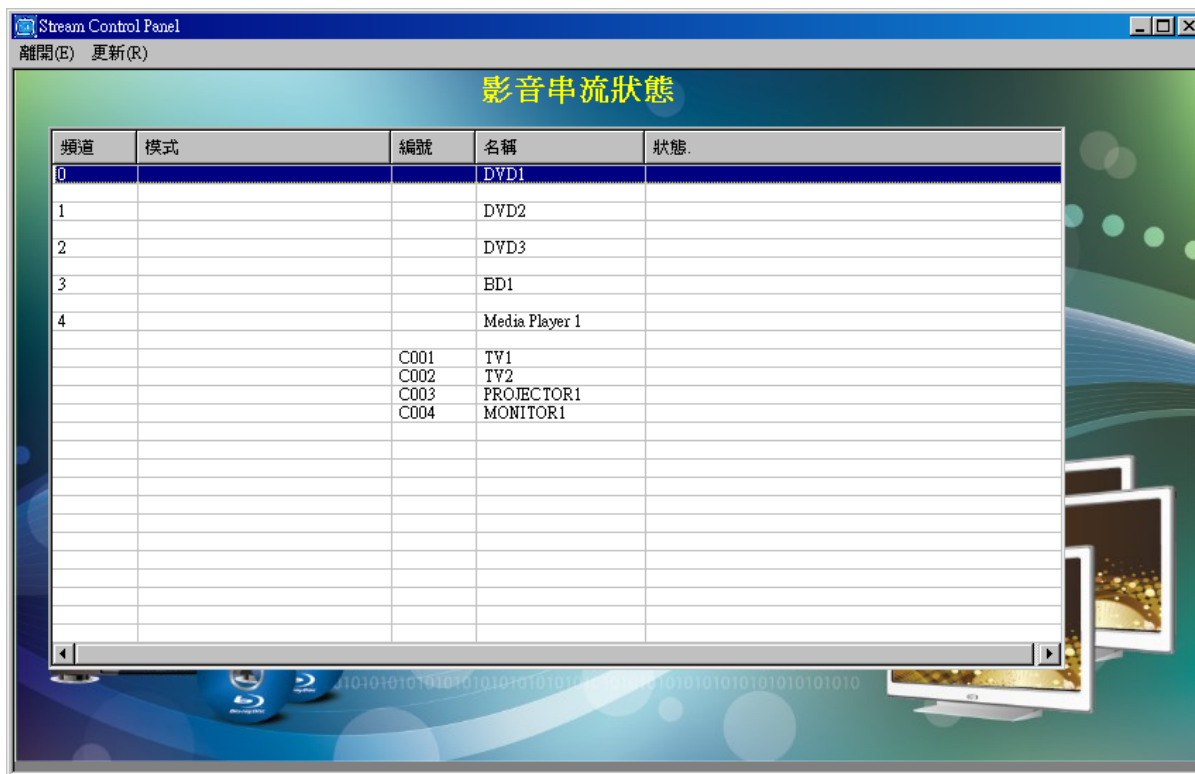 Stream Control Panel
離開(E) 更新(R)
影音串流狀態
頻道 模式 編號 名稱 狀態.
0 DVD1
1 DVD2
2 DVD3
3 BD1
4 Media Player 1
C001 TV1
C002 TV2
C003 PROJECTOR1
C004 MONITOR1